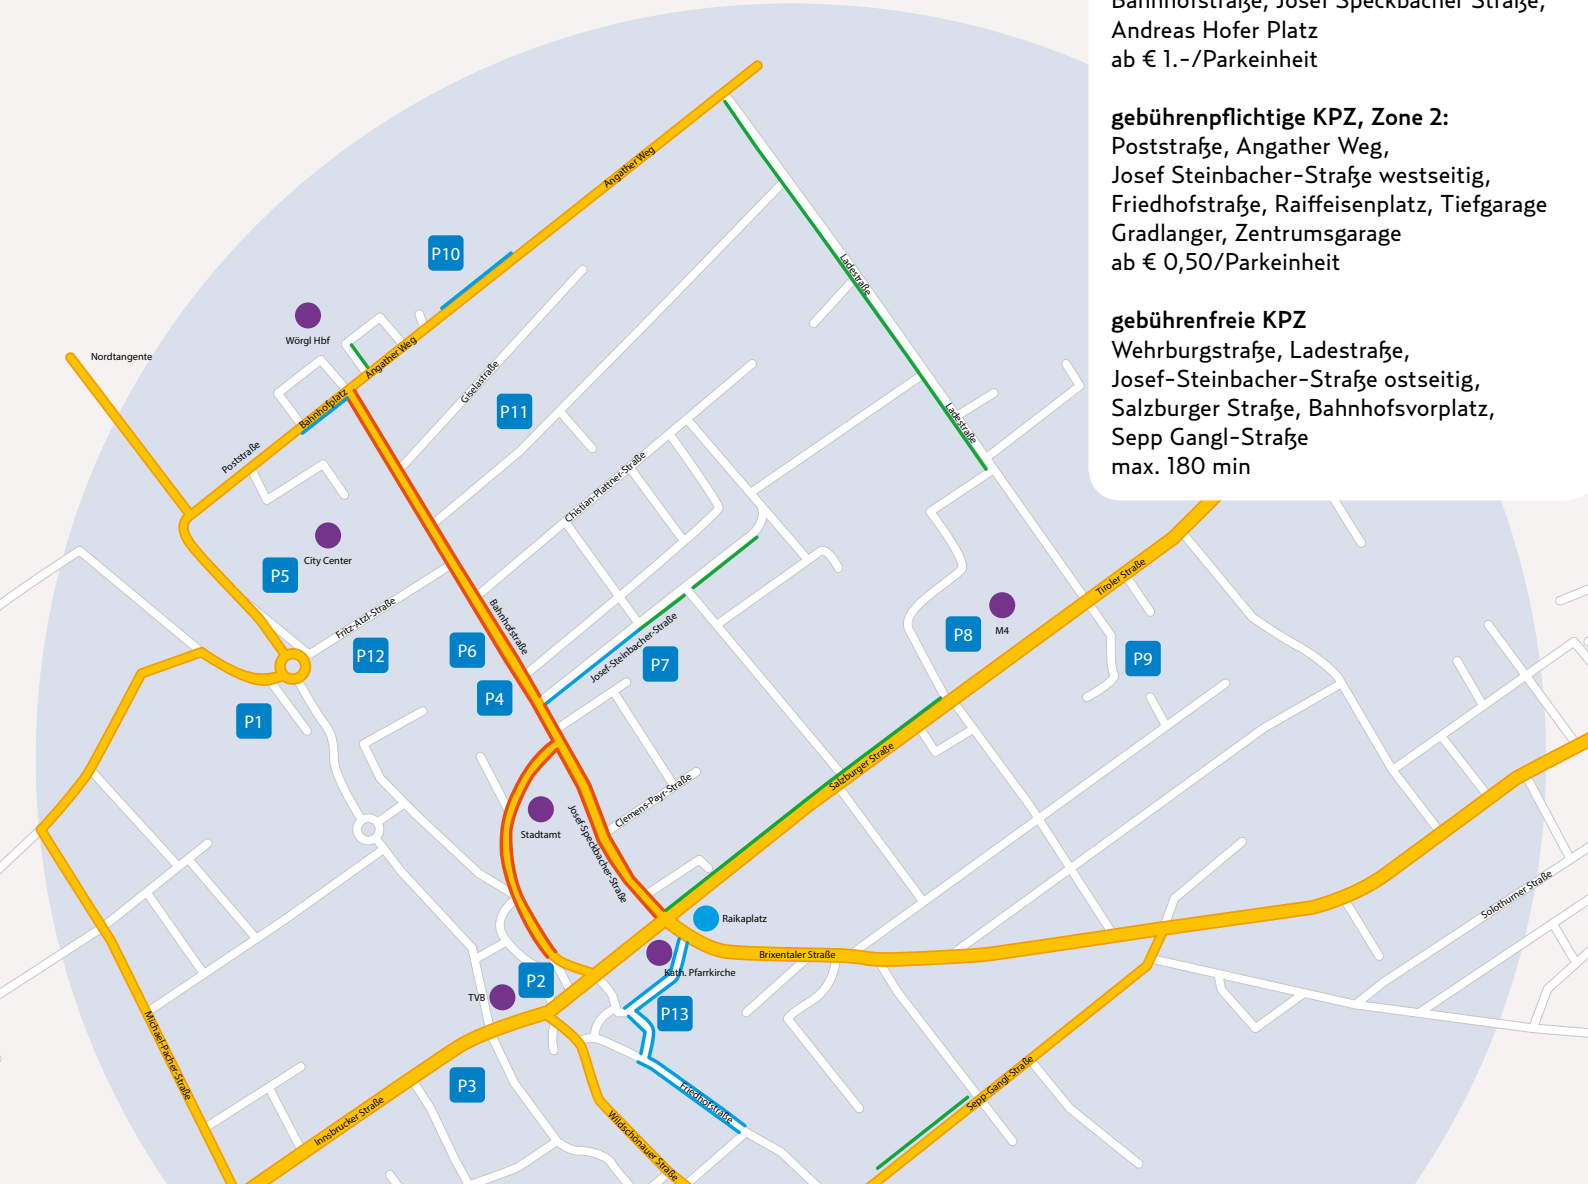 Bahnhofstraße, Josef Speckbacher Straße,
Andreas Hofer Platz
ab € 1.-/Parkeinheit
gebührenpflichtige KPZ, Zone 2:
Poststraße, Angather Weg,
Josef Steinbacher-Straße westseitig,
Friedhofstraße, Raiffeisenplatz, Tiefgarage
Gradlanger, Zentrumsgarage
ab € 0,50/Parkeinheit
gebührenfreie KPZ
Wehrburgstraße, Ladestraße,
Josef-Steinbacher-Straße ostseitig,
Salzburger Straße, Bahnhofsvorplatz,
Sepp Gangl-Straße
max. 180 min
Angather Weg
P10
Ladestraße
Wörgl Hbf
Nordtangente
Angather Weg
Giselastraße
Bahnhofplatz
P11
Ladestraße
Poststraße
Chistian-Plattner-Straße
City Center
P5
Tiroler Straße
Fritz-Atzl-Straße
Bahnhofstraße
M4
P8
P12
P6
Josef-Steinbacher-Straße
P7
P9
P4
P1
Salzburger Straße
Clemens-Payr-Straße
Stadtamt
Josef-Speckbacher-Straße
Solothurner Straße
Raikaplatz
Brixentaler Straße
Kath. Pfarrkirche
P2
TVB
P13
Michael-Pacher-Straße
P3
Sepp-Gangl-Straße
Friedhofstraße
Innsbrucker Straße
Wildschönauer Straße